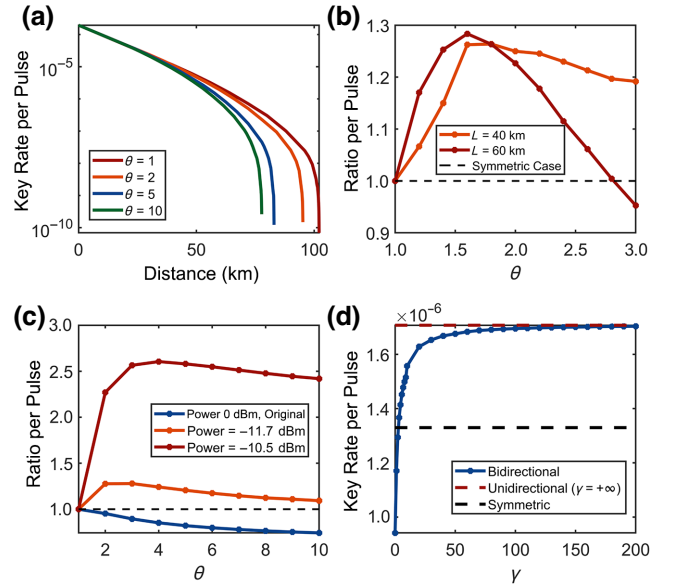 (a)
Key Rate per Pulse
10⁻⁵
10⁻¹⁰
θ = 1
θ = 2
θ = 5
θ = 10
0 50 100
Distance (km)
(b)
Ratio per Pulse
1.3
1.2
1.1
1.0
0.9
L = 40 km
L = 60 km
Symmetric Case
1.0 1.5 2.0 2.5 3.0
θ
(c)
Ratio per Pulse
3.0
2.5
2.0
1.5
1.0
Power 0 dBm, Original
Power = −11.7 dBm
Power = −10.5 dBm
2 4 6 8 10
θ
(d)
×10⁻⁶
Key Rate per Pulse
1.6
1.4
1.2
1.0
Bidirectional
Unidirectional (γ = +∞)
Symmetric
0 50 100 150 200
γ